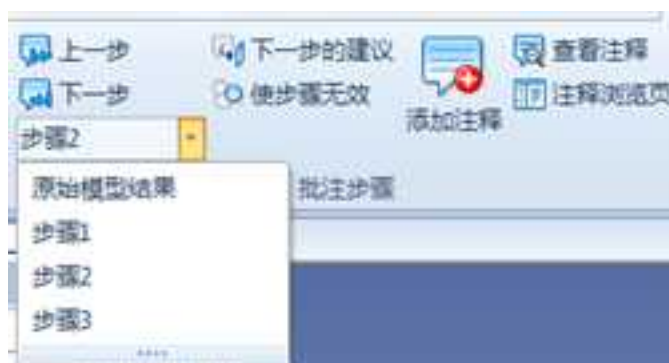 上一步
下一步的建议
查看注释
下一步
使步骤无效
添加注释
注释浏览页
步骤2
原始模型结果
批注步骤
步骤1
步骤2
步骤3